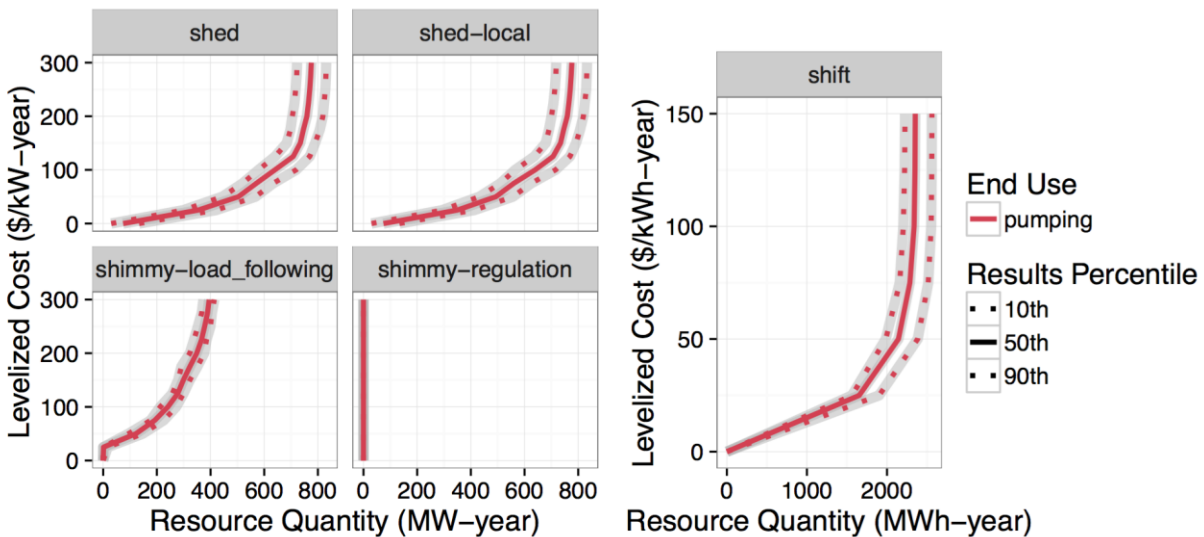 shed
shed-local
Levelized Cost ($/kW-year)
300
200
100
0
shimmy-load_following
shimmy-regulation
300
200
100
0
0 200 400 600 800
0 200 400 600 800
Resource Quantity (MW-year)
shift
Levelized Cost ($/kWh-year)
150
100
50
0
0 1000 2000
Resource Quantity (MWh-year)
End Use
pumping
Results Percentile
10th
50th
90th